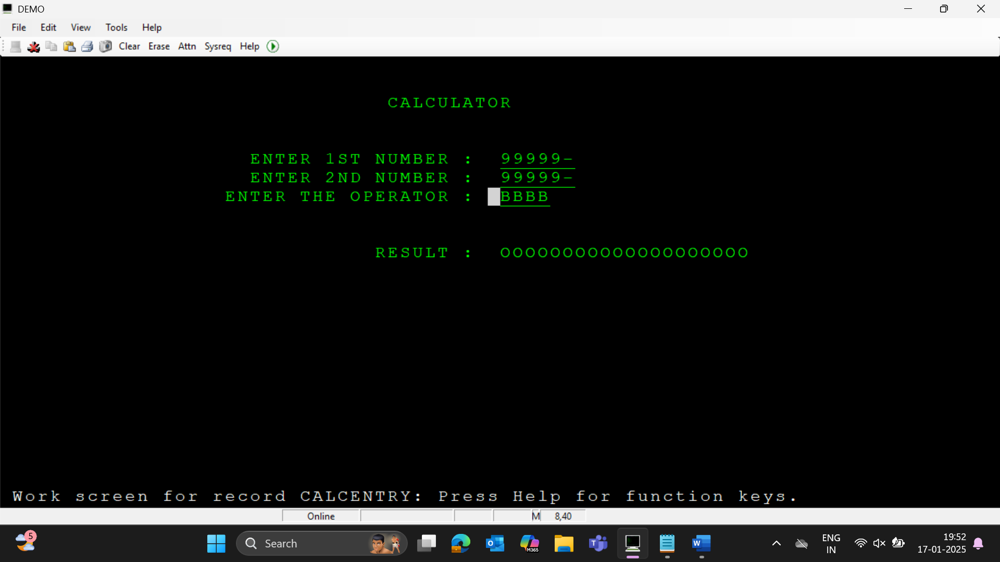 DEMO
File Edit View Tools Help
Clear Erase Attn Sysreq Help
CALCULATOR
ENTER 1ST NUMBER : 99999-
ENTER 2ND NUMBER : 99999-
ENTER THE OPERATOR : BBBB
RESULT : OOOOOOOOOOOOOOOOOOOO
Work screen for record CALCENTRY: Press Help for function keys.
Online M 8,40
5 Search M365 ENG 19:52
IN 17-01-2025